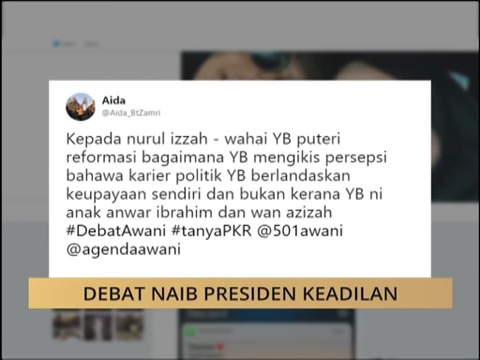 Aida
@Aida_BtZamri
Kepada nurul izzah - wahai YB puteri
reformasi bagaimana YB mengikis persepsi
bahawa karier politik YB berlandaskan
keupayaan sendiri dan bukan kerana YB ni
anak anwar ibrahim dan wan azizah
#DebatAwani #tanyaPKR @501awani
@agendaawani
DEBAT NAIB PRESIDEN KEADILAN